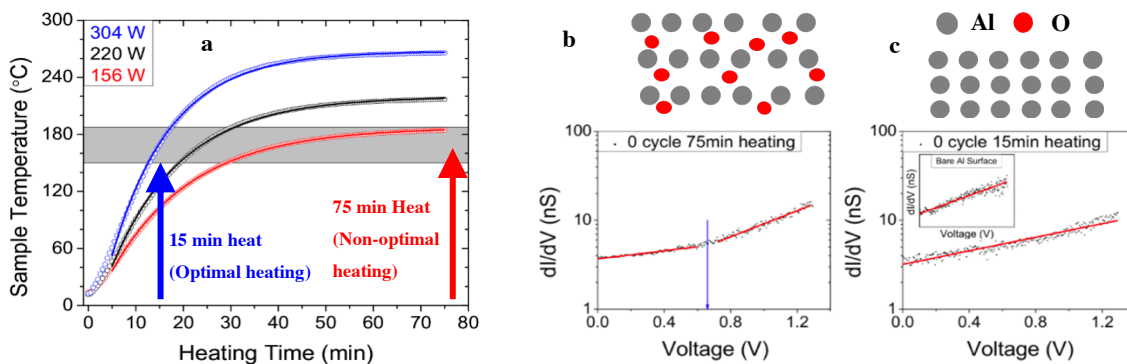 a
304 W
220 W
156 W
Sample Temperature (°C)
300
240
180
120
60
0
15 min heat
(Optimal heating)
75 min Heat
(Non-optimal
heating)
0 10 20 30 40 50 60 70 80
Heating Time (min)
b
c
Al
O
dI/dV (nS)
100
10
1
0 cycle 75min heating
0.0 0.4 0.8 1.2
Voltage (V)
dI/dV (nS)
100
10
1
0 cycle 15min heating
Bare Al Surface
dI/dV (nS)
Voltage (V)
0.0 0.4 0.8 1.2
Voltage (V)